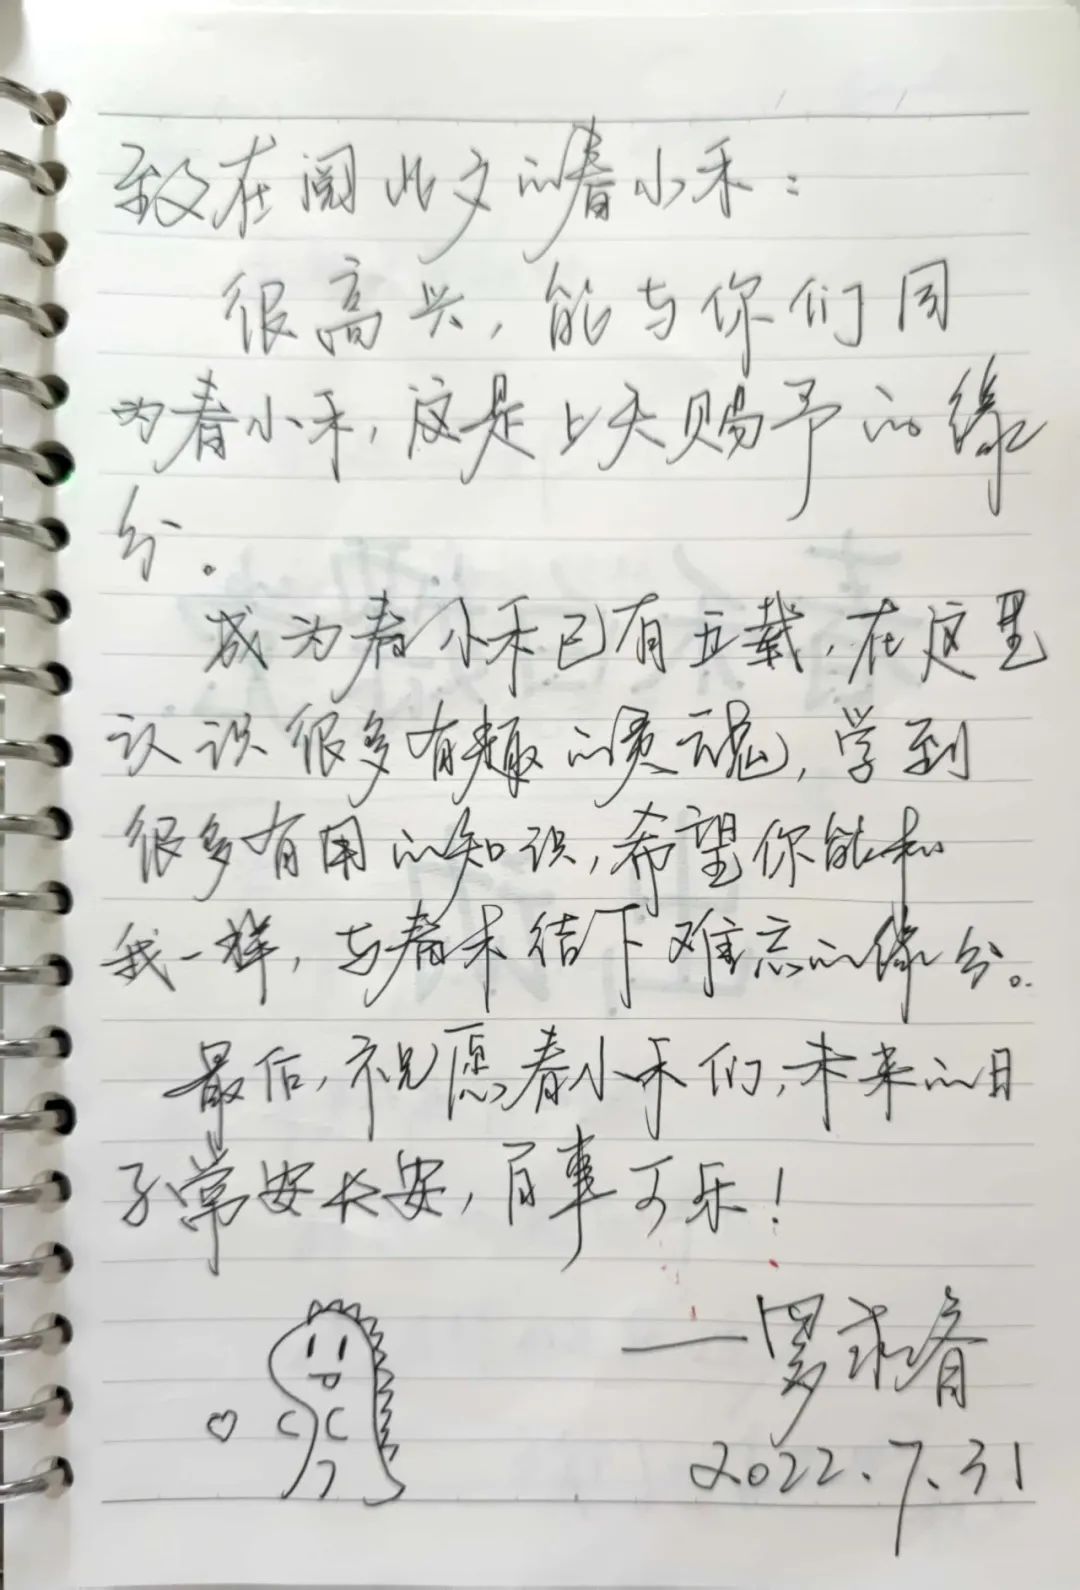 致在阅此文的春小禾：
很高兴，能与你们同
为春小禾，这是上天赐予的缘
分。
成为春小禾已有五载，在这里
认识很多有趣的灵魂，学到
很多有用的知识，希望你能和
我一样，与春禾结下难忘的缘分。
最后，祝愿春小禾们，未来的日
子常安长安，百事可乐！
——罗
2022.7.31